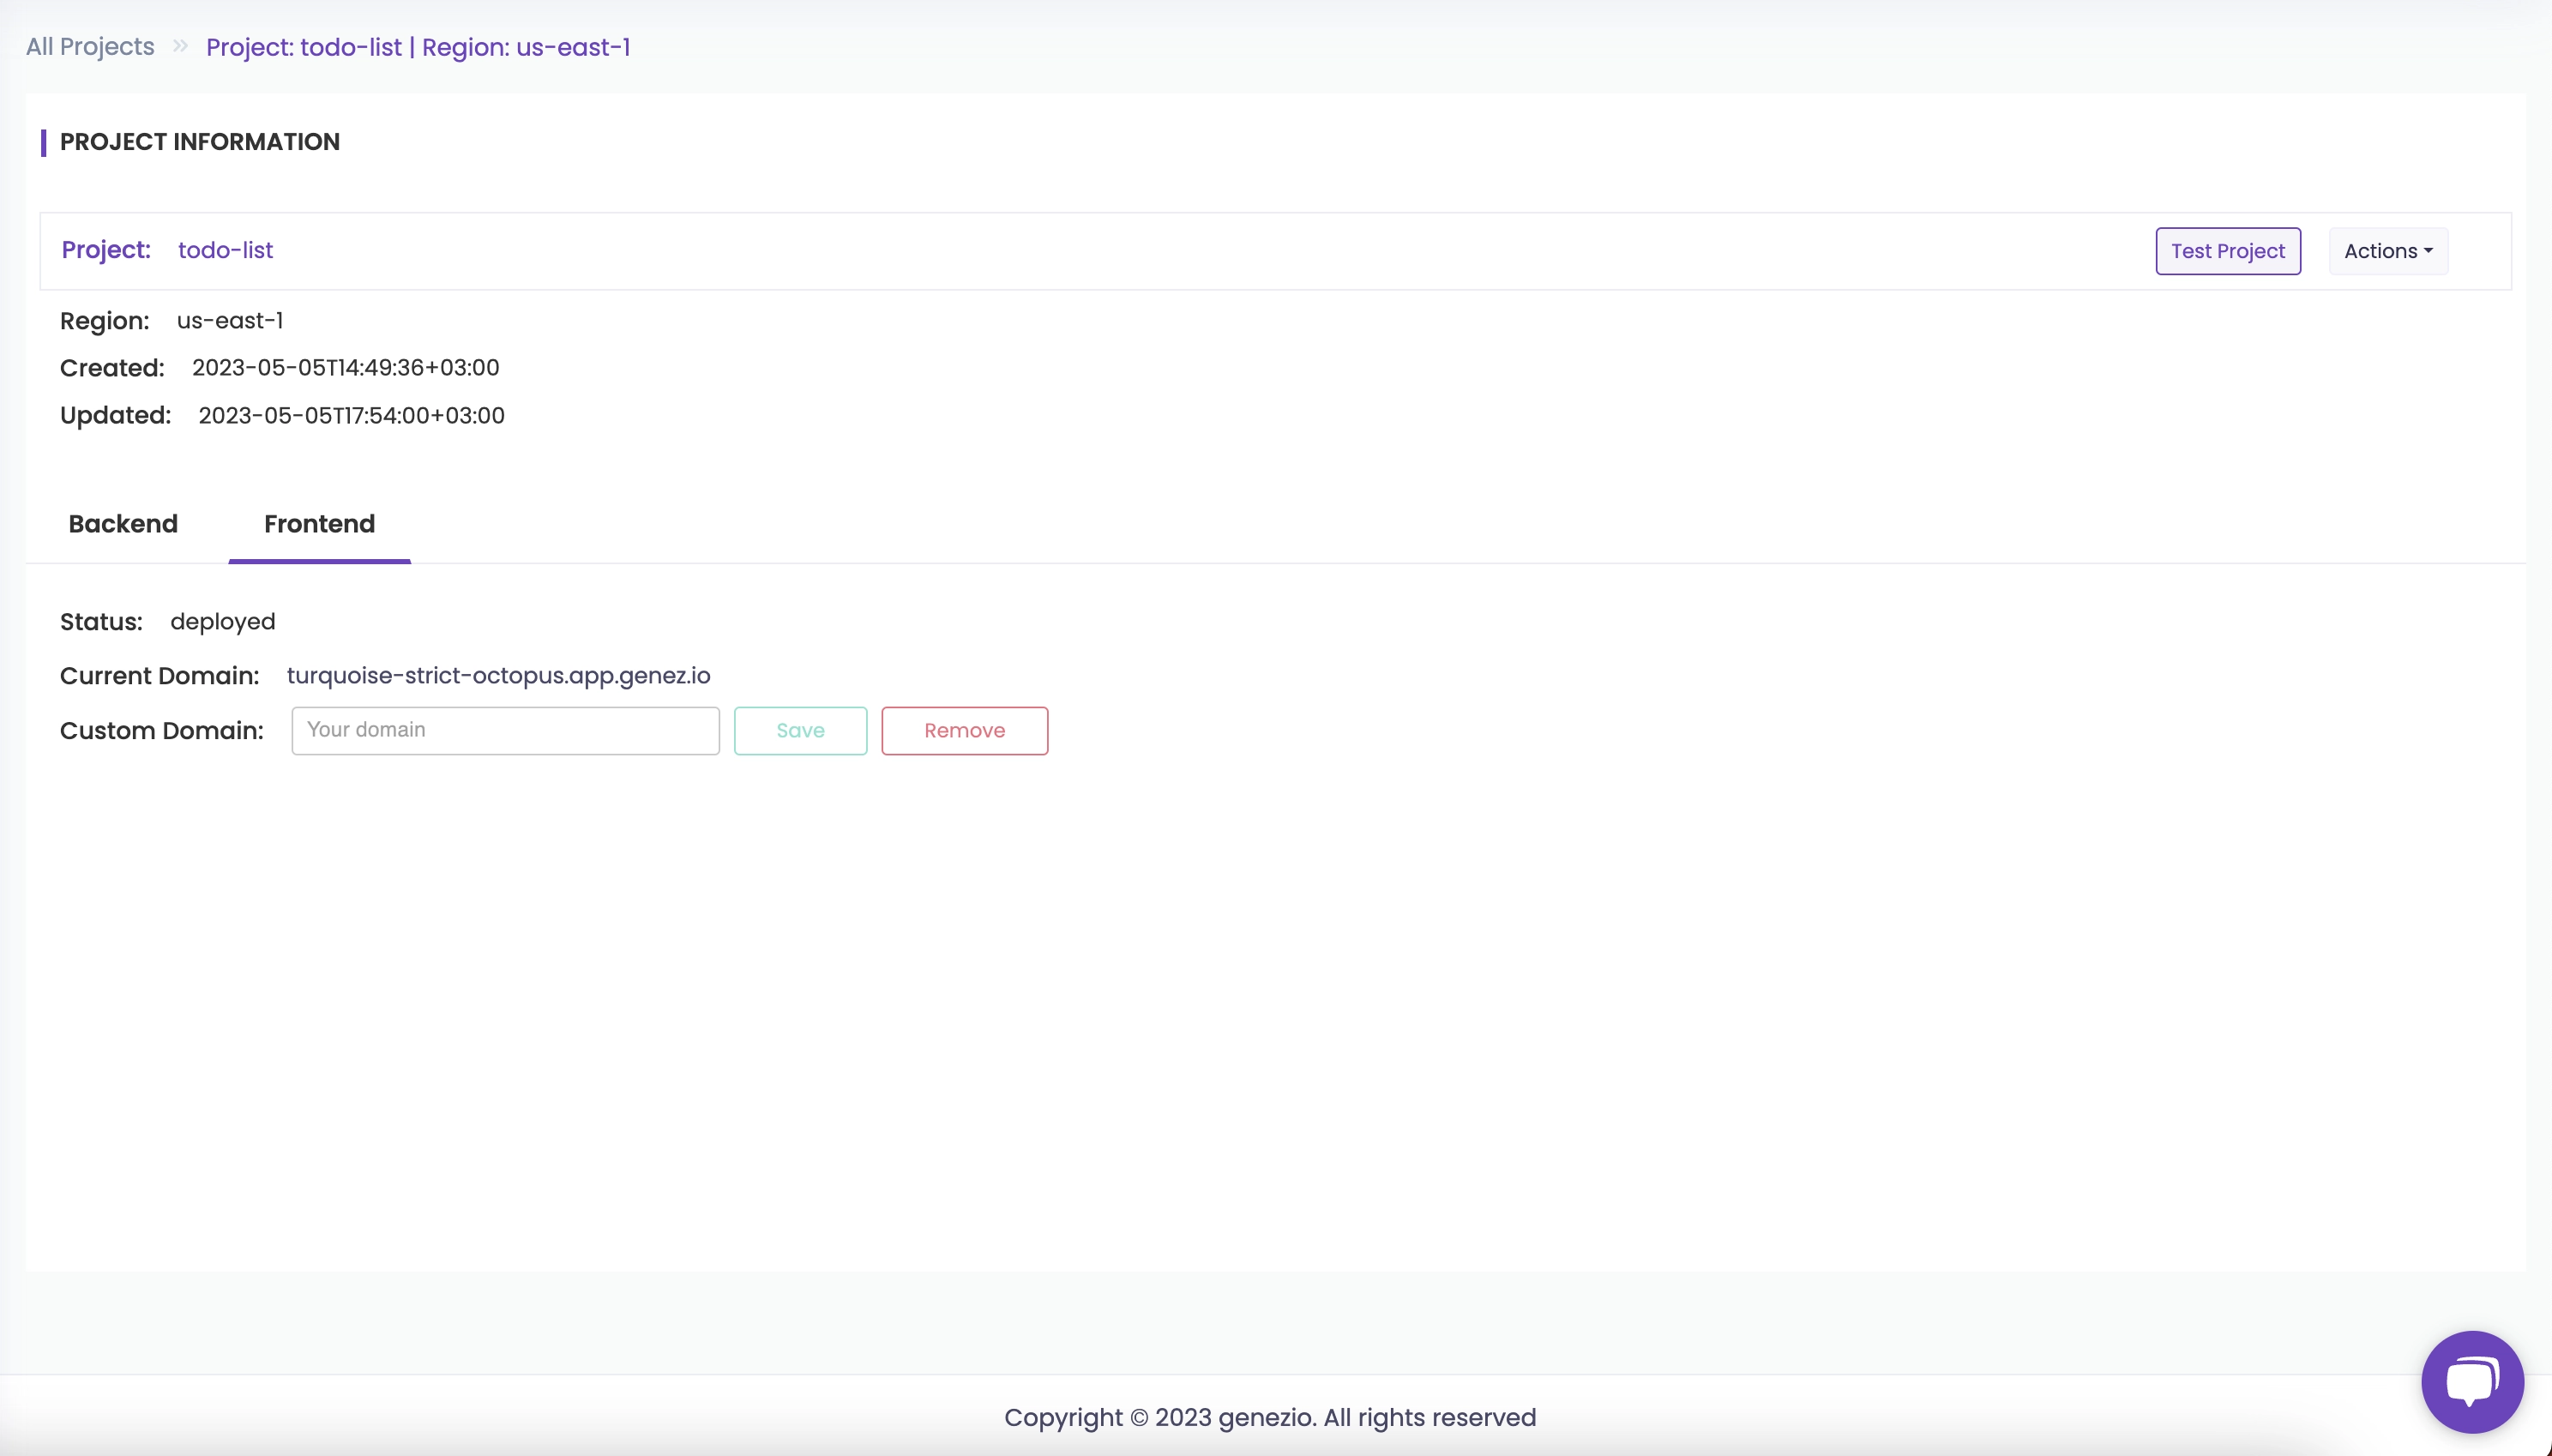 All Projects » Project: todo-list | Region: us-east-1
PROJECT INFORMATION
Project: todo-list Test Project Actions
Region: us-east-1
Created: 2023-05-05T14:49:36+03:00
Updated: 2023-05-05T17:54:00+03:00
Backend Frontend
Status: deployed
Current Domain: turquoise-strict-octopus.app.genez.io
Custom Domain: Your domain Save Remove
Copyright © 2023 genezio. All rights reserved